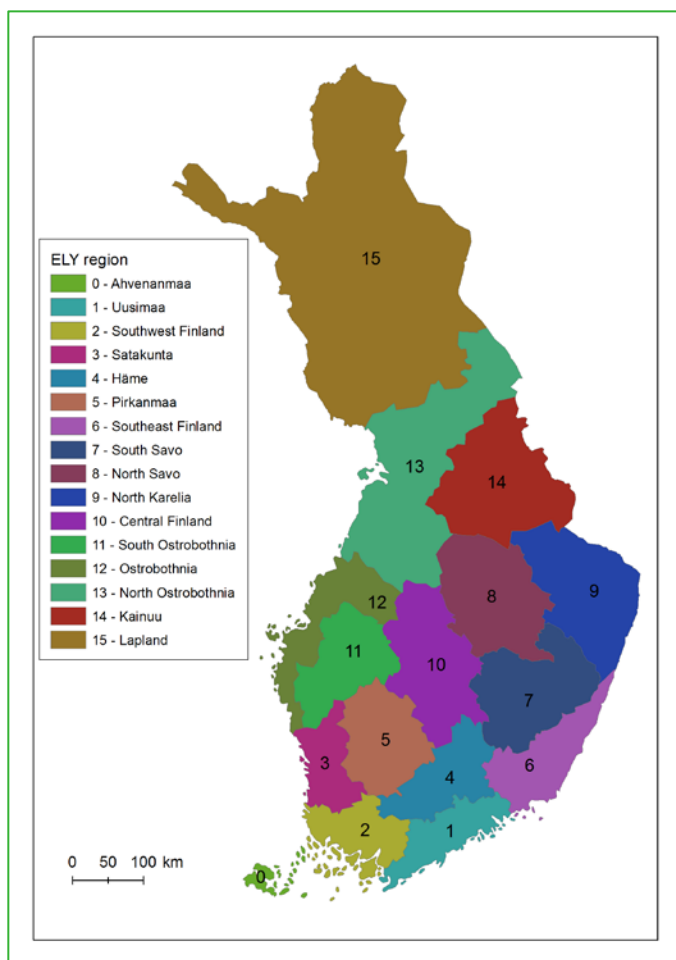 15
ELY region
0 - Ahvenanmaa
1 - Uusimaa
2 - Southwest Finland
3 - Satakunta
4 - Häme
5 - Pirkanmaa
6 - Southeast Finland
7 - South Savo
8 - North Savo
9 - North Karelia
10 - Central Finland
11 - South Ostrobothnia
12 - Ostrobothnia
13 - North Ostrobothnia
14 - Kainuu
15 - Lapland
13
14
12
8
9
11
10
7
5
3
4
6
2
1
0
0 50 100 km